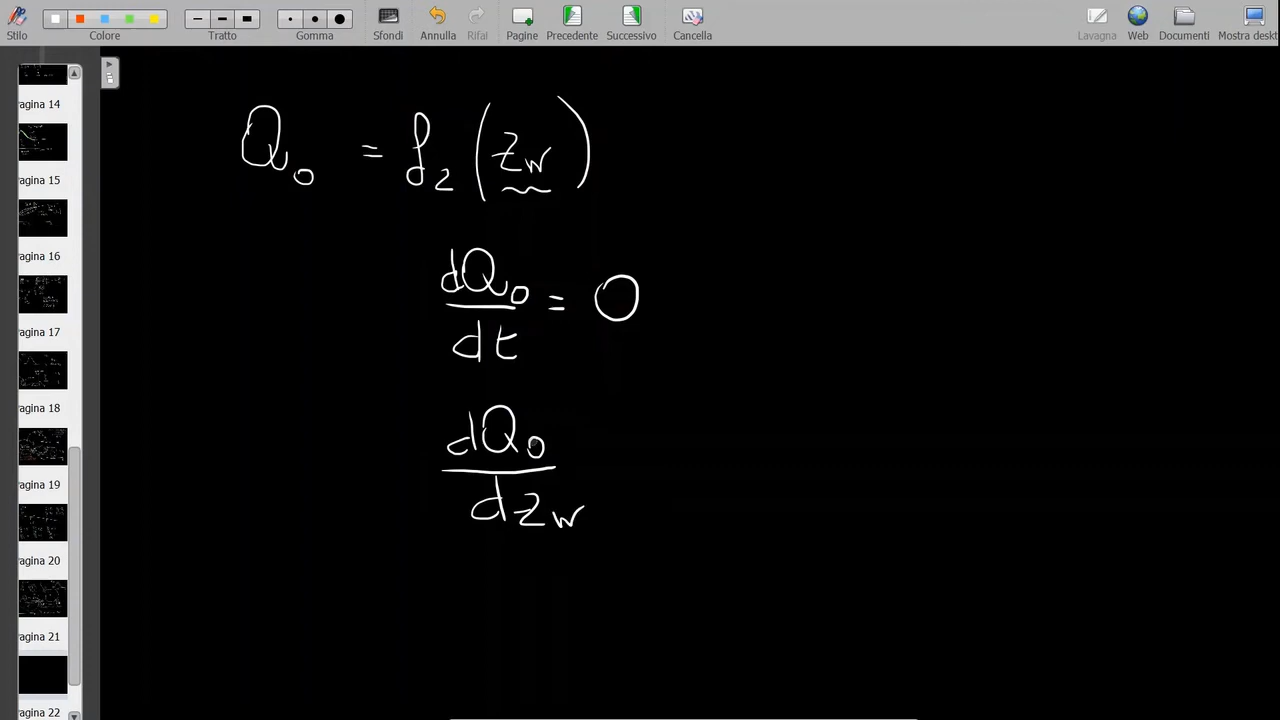 Stilo Colore Tratto Gomma Sfondi Annulla Rifai Pagine Precedente Successivo Cancella Lavagna Web Documenti Mostra deskt
agina 14
agina 15
agina 16
agina 17
agina 18
agina 19
agina 20
agina 21
agina 22
Q₀ = f₂ (z_w)
dQ₀/dt = 0
dQ₀/dz_w